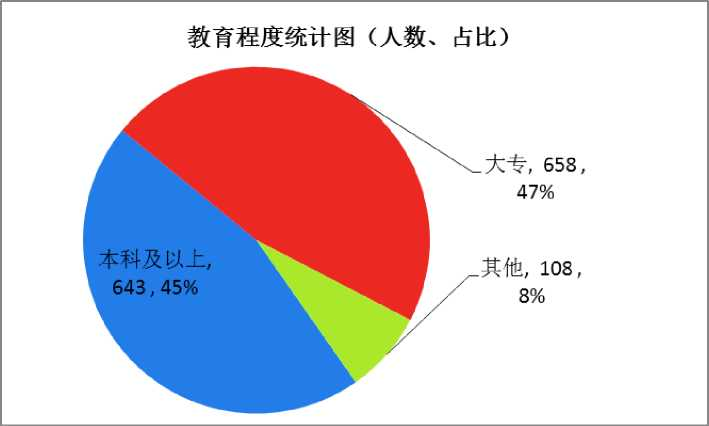 教育程度统计图（人数、占比）
大专, 658 ,
47%
本科及以上,
643 , 45%
其他, 108 ,
8%